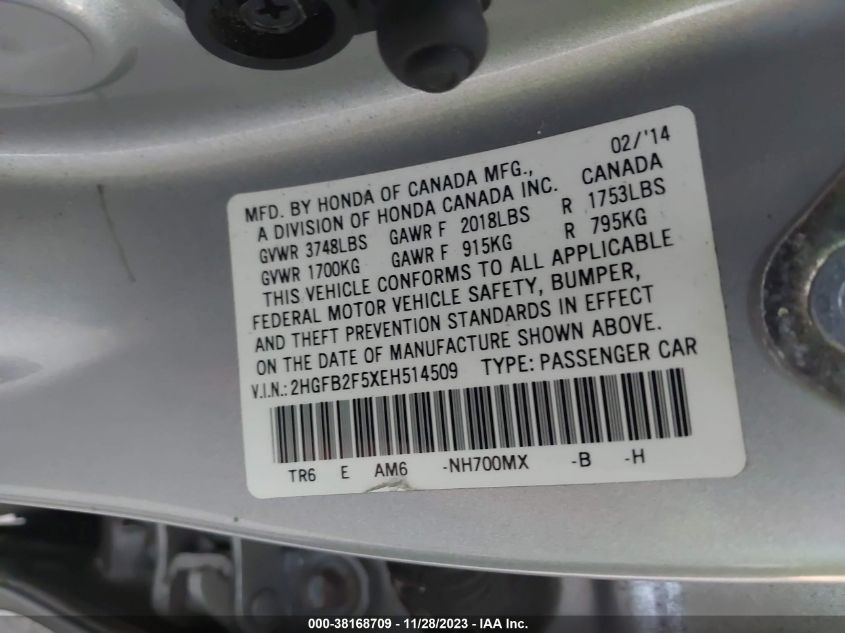 MFD. BY HONDA OF CANADA MFG., 02/'14
A DIVISION OF HONDA CANADA INC. CANADA
GVWR 3748LBS GAWR F 2018LBS R 1753LBS
GVWR 1700KG GAWR F 915KG R 795KG
THIS VEHICLE CONFORMS TO ALL APPLICABLE
FEDERAL MOTOR VEHICLE SAFETY, BUMPER,
AND THEFT PREVENTION STANDARDS IN EFFECT
ON THE DATE OF MANUFACTURE SHOWN ABOVE.
V.I.N.: 2HGFB2F5XEH514509 TYPE: PASSENGER CAR
TR6 E AM6 -NH700MX -B -H
000-38168709 - 11/28/2023 - IAA Inc.